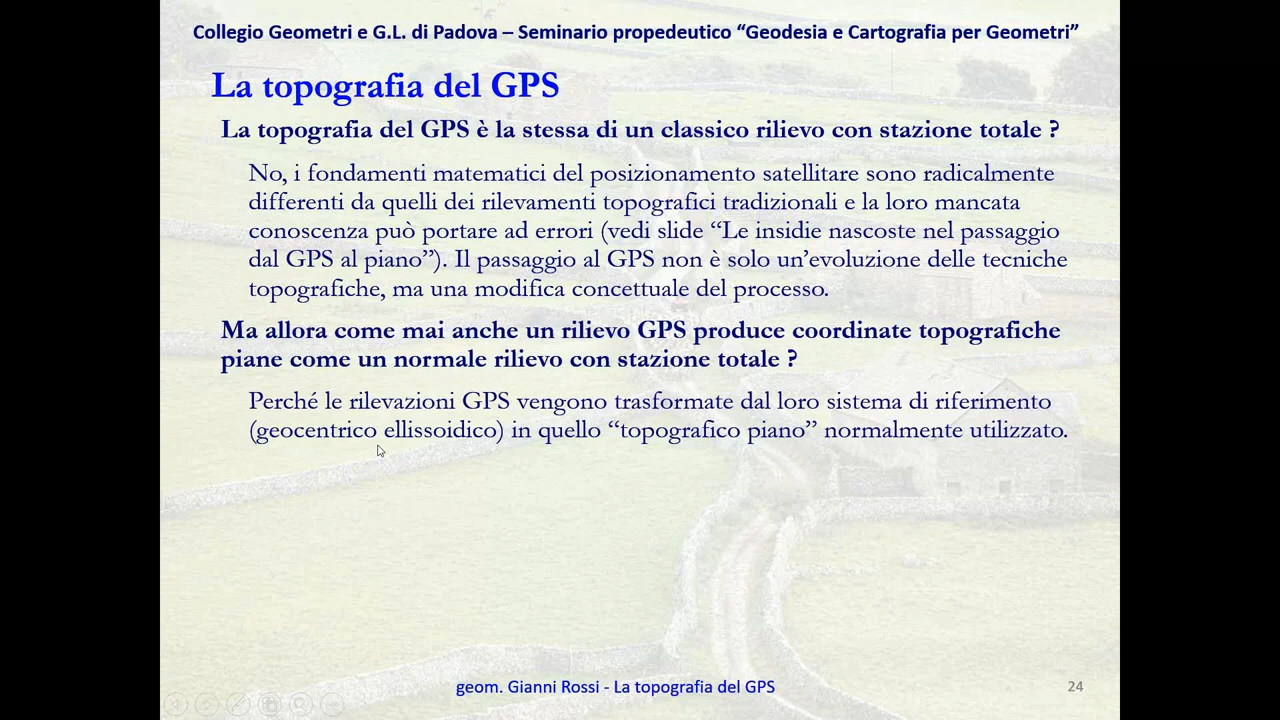 Collegio Geometri e G.L. di Padova – Seminario propedeutico “Geodesia e Cartografia per Geometri”
La topografia del GPS
La topografia del GPS è la stessa di un classico rilievo con stazione totale ?
No, i fondamenti matematici del posizionamento satellitare sono radicalmente
differenti da quelli dei rilevamenti topografici tradizionali e la loro mancata
conoscenza può portare ad errori (vedi slide “Le insidie nascoste nel passaggio
dal GPS al piano”). Il passaggio al GPS non è solo un’evoluzione delle tecniche
topografiche, ma una modifica concettuale del processo.
Ma allora come mai anche un rilievo GPS produce coordinate topografiche
piane come un normale rilievo con stazione totale ?
Perché le rilevazioni GPS vengono trasformate dal loro sistema di riferimento
(geocentrico ellissoidico) in quello “topografico piano” normalmente utilizzato.
geom. Gianni Rossi - La topografia del GPS
24